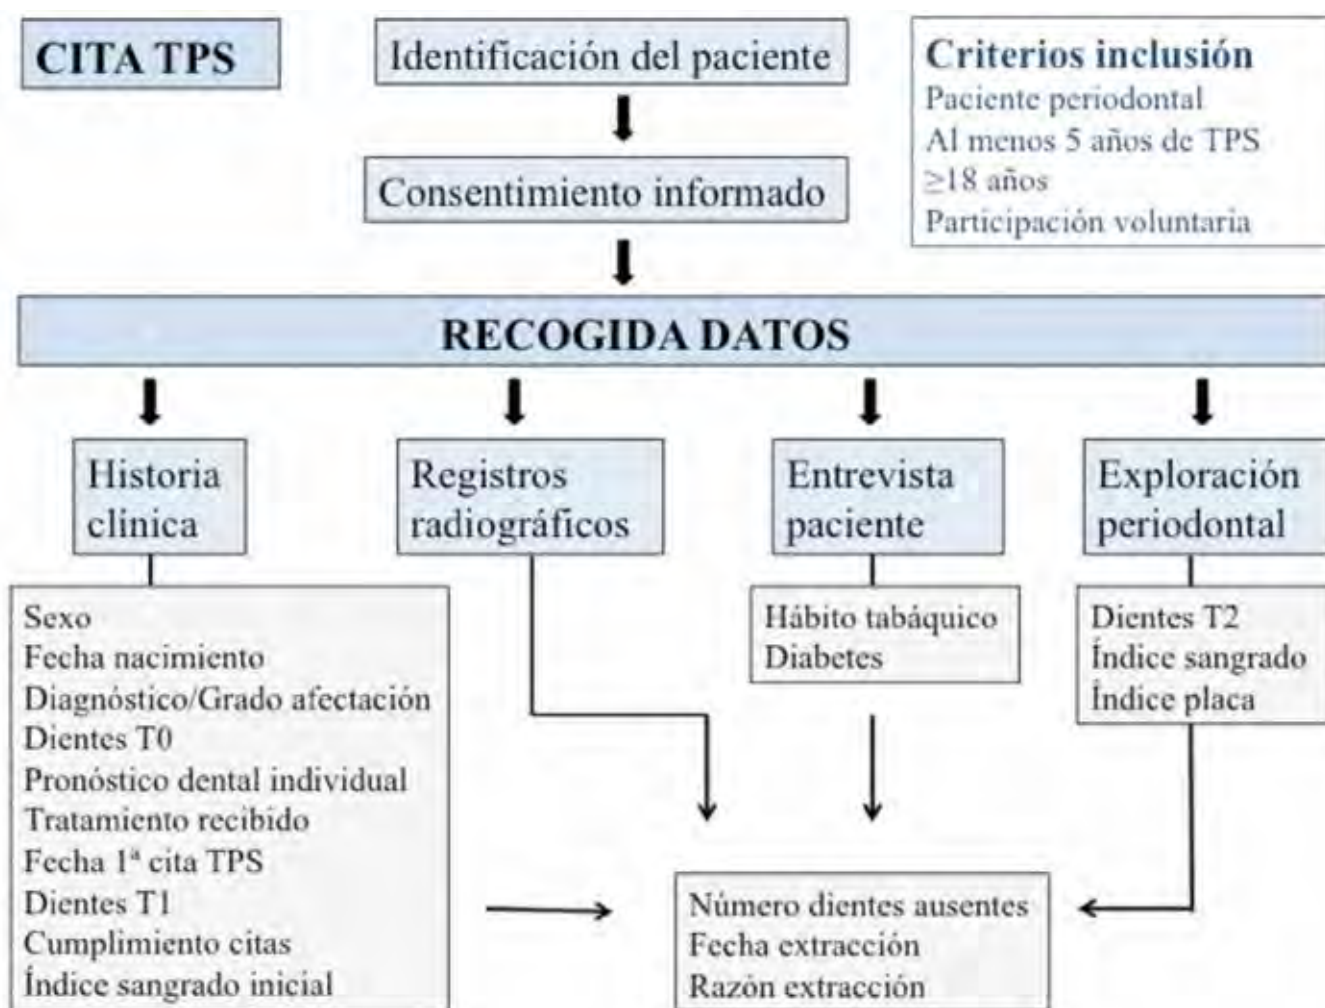 CITA TPS
Identificación del paciente
Criterios inclusión
Paciente periodontal
Al menos 5 años de TPS
≥18 años
Participación voluntaria
Consentimiento informado
RECOGIDA DATOS
Historia
clínica
Registros
radiográficos
Entrevista
paciente
Exploración
periodontal
Sexo
Fecha nacimiento
Diagnóstico/Grado afectación
Dientes T0
Pronóstico dental individual
Tratamiento recibido
Fecha 1ª cita TPS
Dientes T1
Cumplimiento citas
Índice sangrado inicial
Hábito tabáquico
Diabetes
Dientes T2
Índice sangrado
Índice placa
Número dientes ausentes
Fecha extracción
Razón extracción